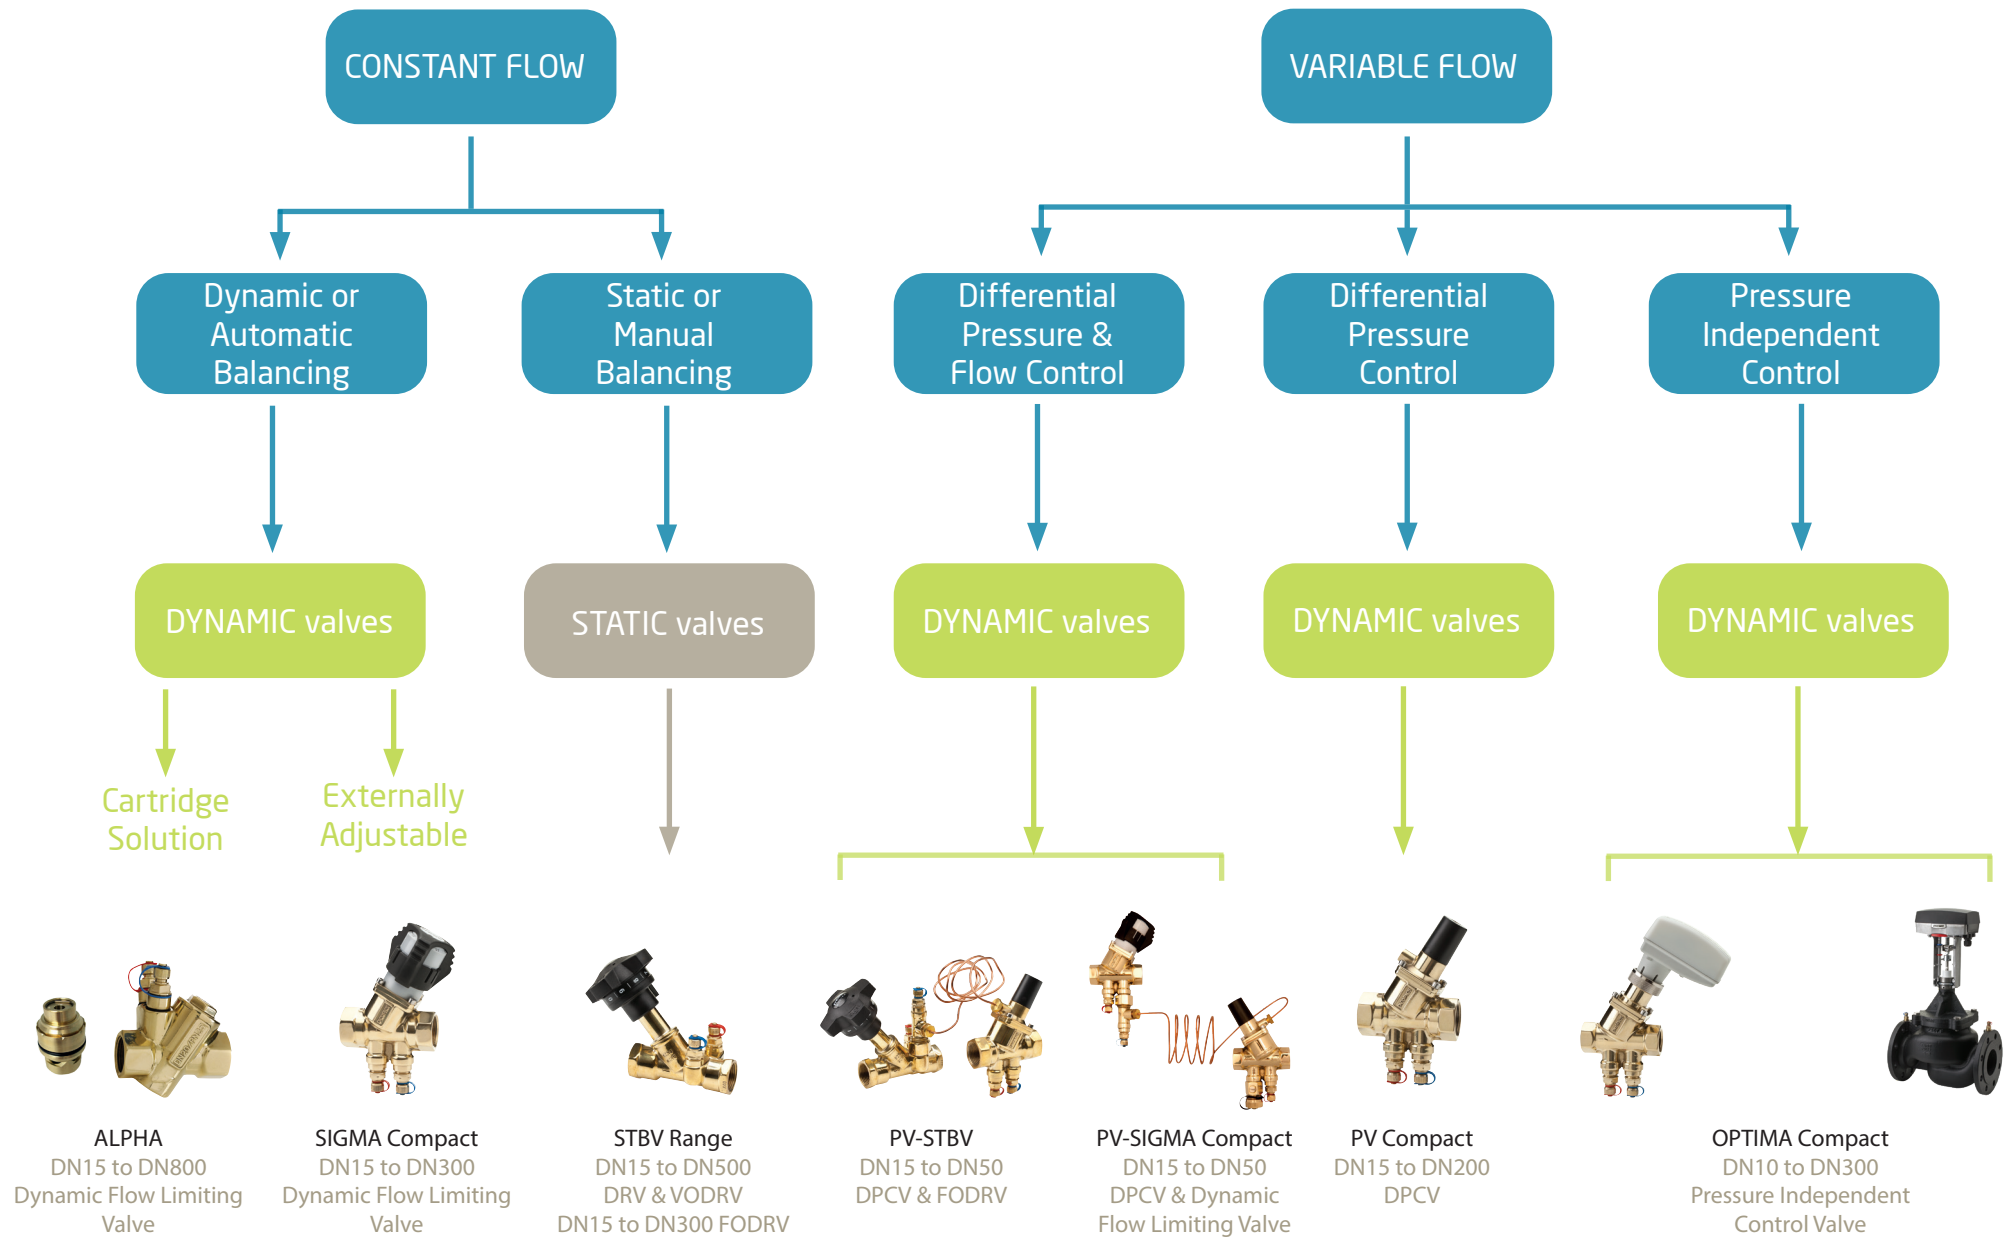 CONSTANT FLOW
VARIABLE FLOW
Dynamic or
Automatic
Balancing
Static or
Manual
Balancing
Differential
Pressure &
Flow Control
Differential
Pressure
Control
Pressure
Independent
Control
DYNAMIC valves
STATIC valves
DYNAMIC valves
DYNAMIC valves
DYNAMIC valves
Cartridge
Solution
Externally
Adjustable
ALPHA
DN15 to DN800
Dynamic Flow Limiting
Valve
SIGMA Compact
DN15 to DN300
Dynamic Flow Limiting
Valve
STBV Range
DN15 to DN500
DRV & VODRV
DN15 to DN300 FODRV
PV-STBV
DN15 to DN50
DPCV & FODRV
PV-SIGMA Compact
DN15 to DN50
DPCV & Dynamic
Flow Limiting Valve
PV Compact
DN15 to DN200
DPCV
OPTIMA Compact
DN10 to DN300
Pressure Independent
Control Valve